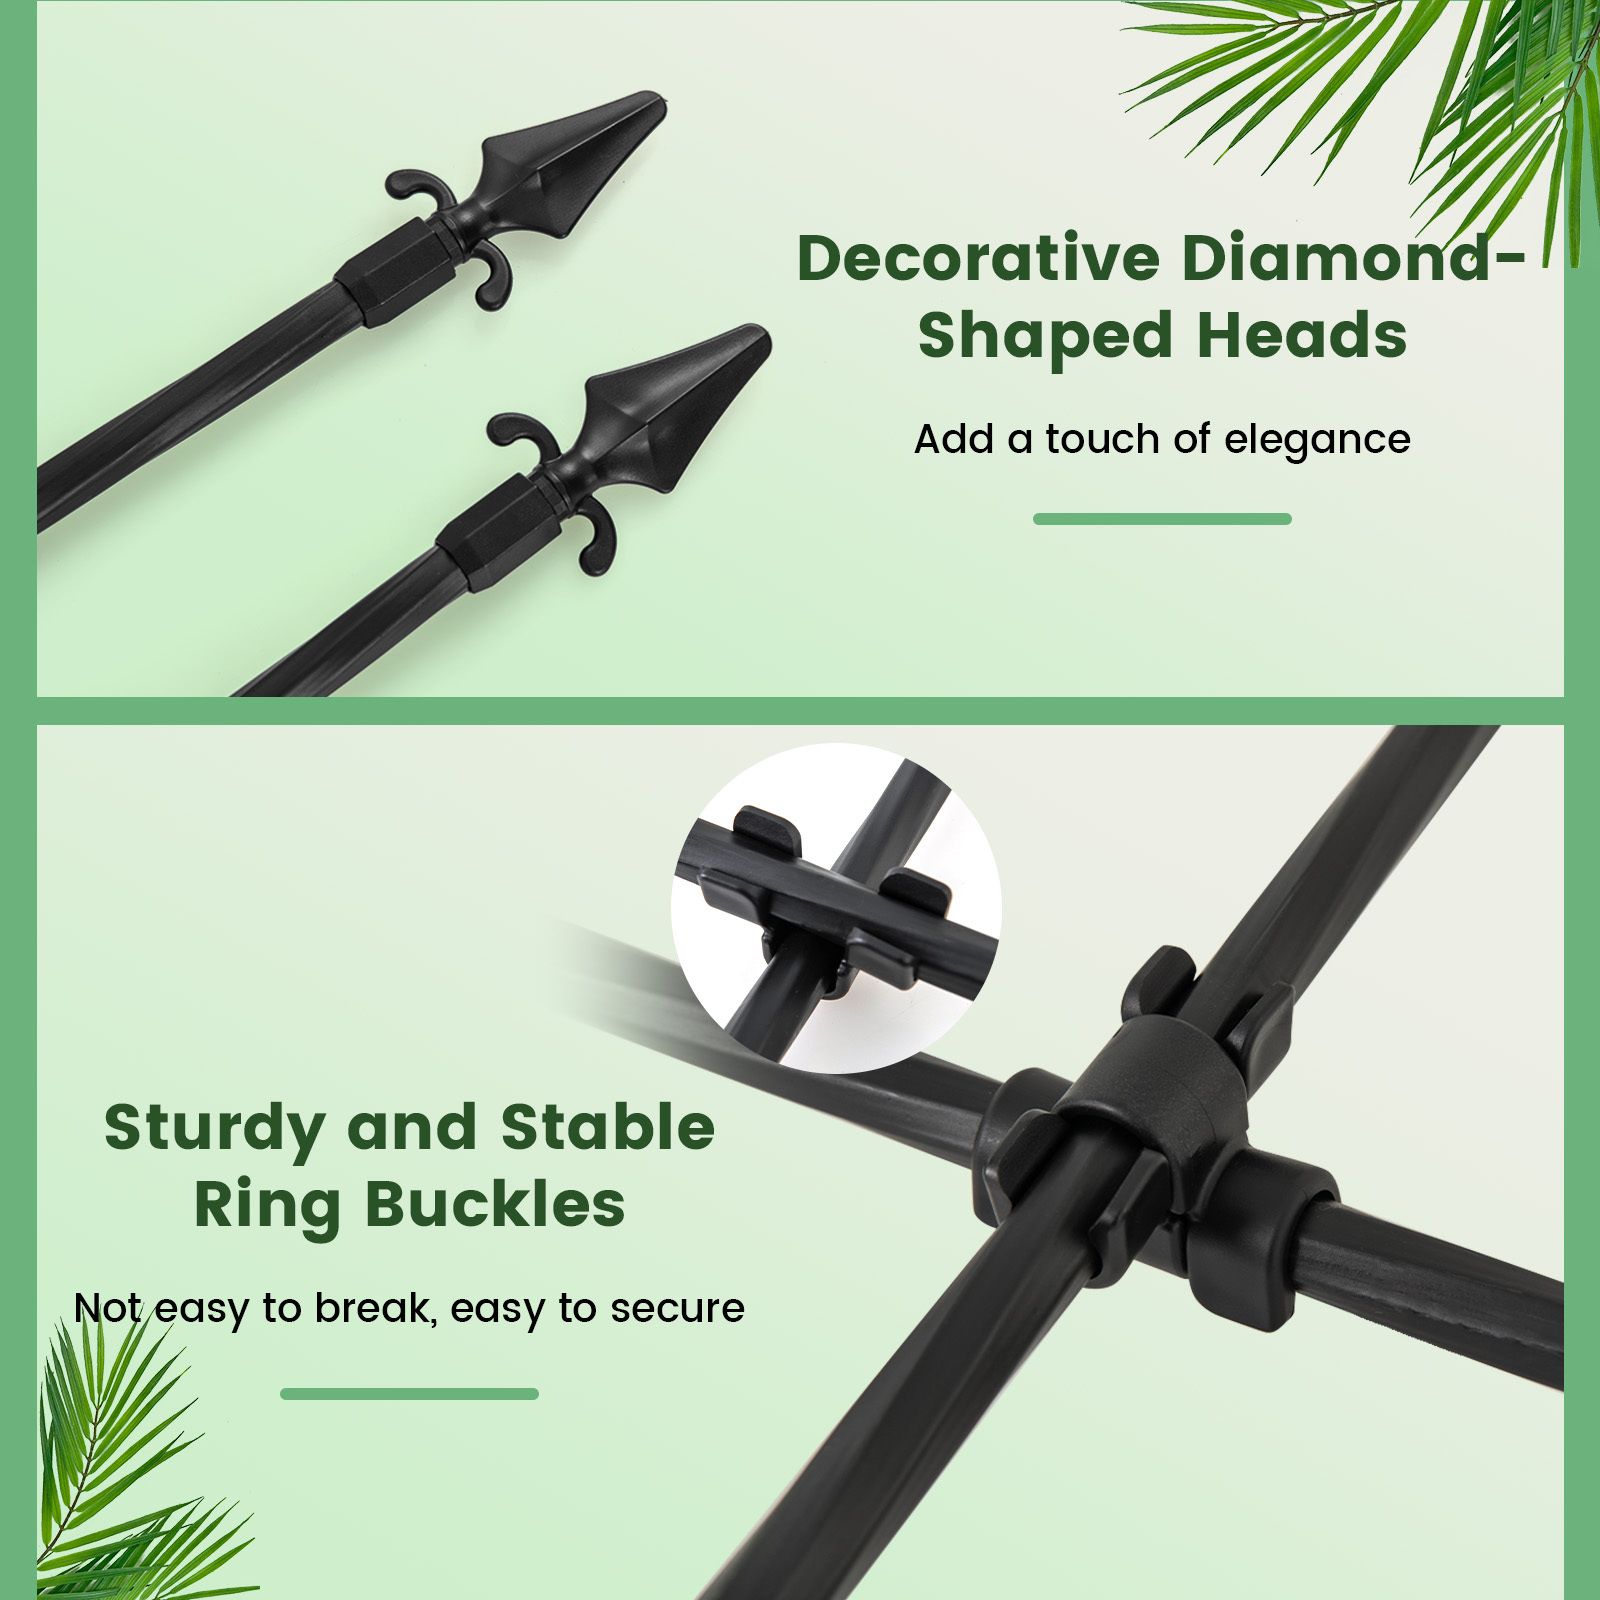 Decorative Diamond-
Shaped Heads
Add a touch of elegance
Sturdy and Stable
Ring Buckles
Not easy to break, easy to secure